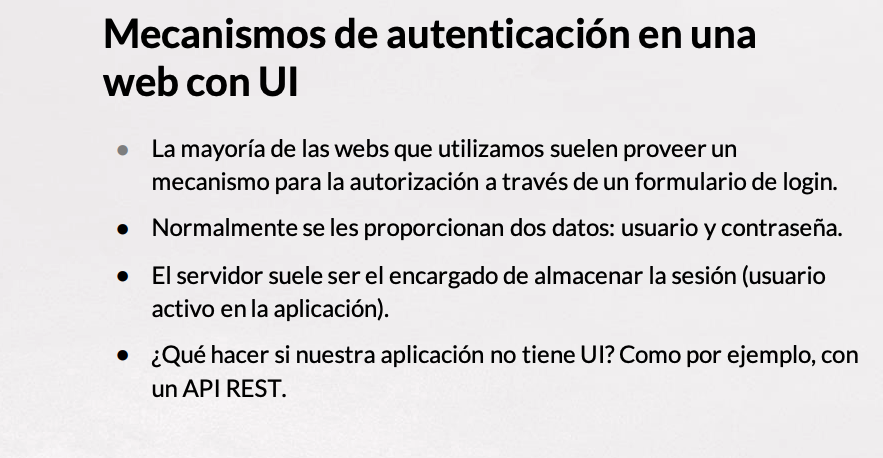 Mecanismos de autenticación en una
web con UI
● La mayoría de las webs que utilizamos suelen proveer un
mecanismo para la autorización a través de un formulario de login.
● Normalmente se les proporcionan dos datos: usuario y contraseña.
● El servidor suele ser el encargado de almacenar la sesión (usuario
activo en la aplicación).
● ¿Qué hacer si nuestra aplicación no tiene UI? Como por ejemplo, con
un API REST.